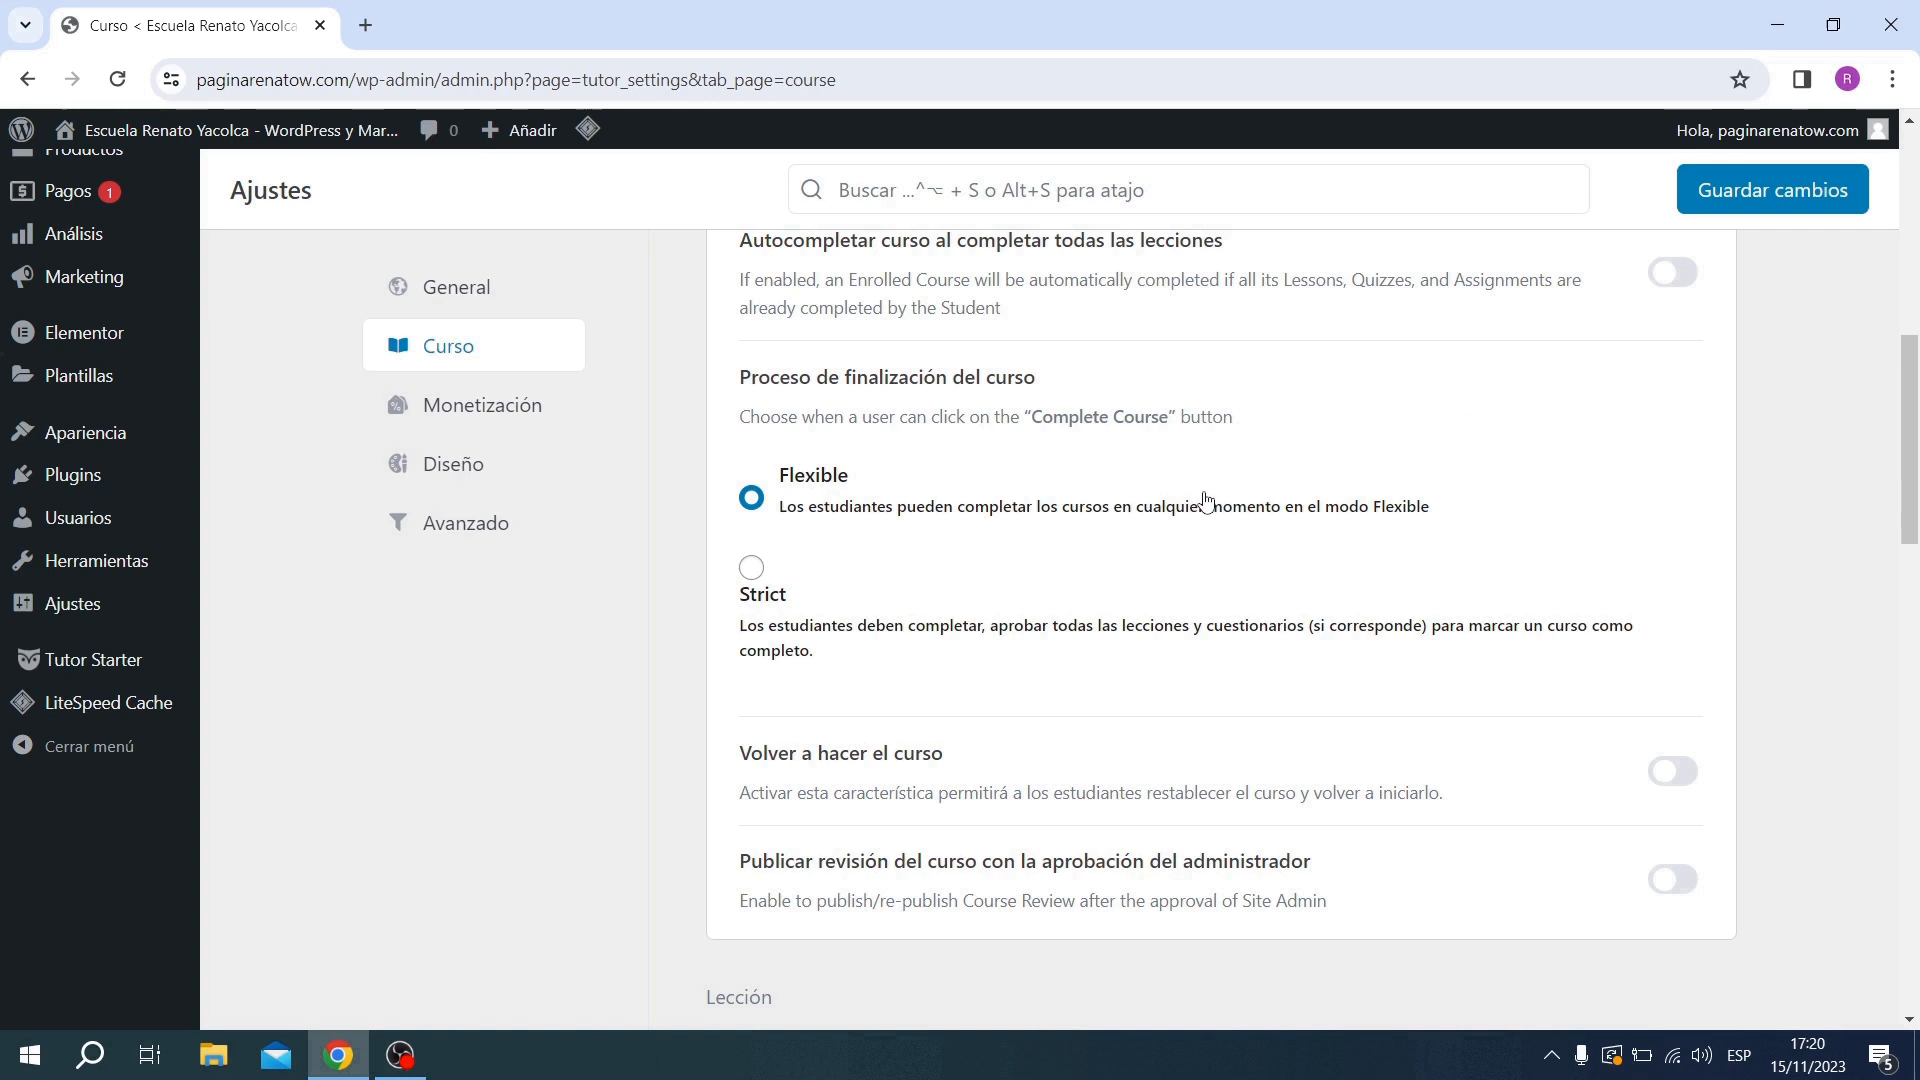 Curso < Escuela Renato Yacolca
paginarenatow.com/wp-admin/admin.php?page=tutor_settings&tab_page=course
R
Escuela Renato Yacolca - WordPress y Mar...
0
Añadir
Hola, paginarenatow.com
Productos
Pagos 1
Análisis
Marketing
Elementor
Plantillas
Apariencia
Plugins
Usuarios
Herramientas
Ajustes
Tutor Starter
LiteSpeed Cache
Cerrar menú
Ajustes
Buscar ...^⌥ + S o Alt+S para atajo
Guardar cambios
General
Curso
Monetización
Diseño
Avanzado
Autocompletar curso al completar todas las lecciones
If enabled, an Enrolled Course will be automatically completed if all its Lessons, Quizzes, and Assignments are
already completed by the Student
Proceso de finalización del curso
Choose when a user can click on the “Complete Course” button
Flexible
Los estudiantes pueden completar los cursos en cualquier momento en el modo Flexible
Strict
Los estudiantes deben completar, aprobar todas las lecciones y cuestionarios (si corresponde) para marcar un curso como
completo.
Volver a hacer el curso
Activar esta característica permitirá a los estudiantes restablecer el curso y volver a iniciarlo.
Publicar revisión del curso con la aprobación del administrador
Enable to publish/re-publish Course Review after the approval of Site Admin
Lección
ESP
17:20
15/11/2023
5